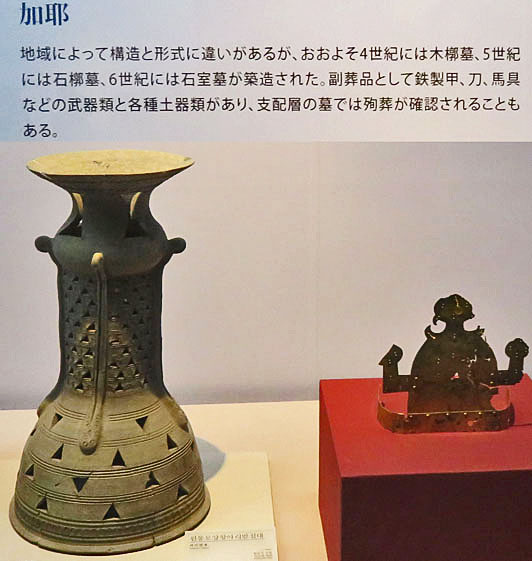 加耶
地域によって構造と形式に違いがあるが、おおよそ4世紀には木槨墓、5世紀
には石槨墓、6世紀には石室墓が築造された。副葬品として鉄製甲、刀、馬具
などの武器類と各種土器類があり、支配層の墓では殉葬が確認されることも
ある。